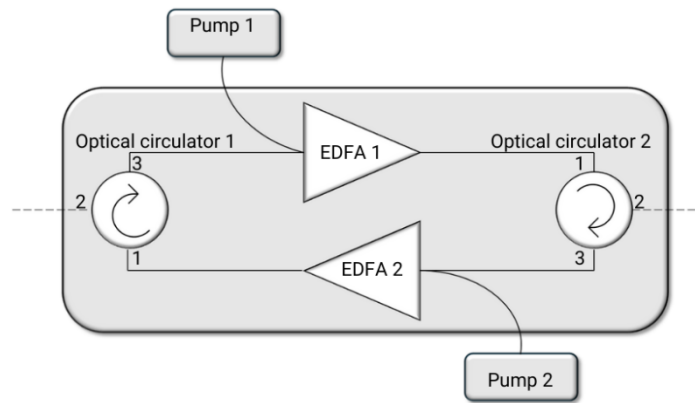 Pump 1
Optical circulator 1
EDFA 1
Optical circulator 2
3
1
2
2
1
EDFA 2
3
Pump 2